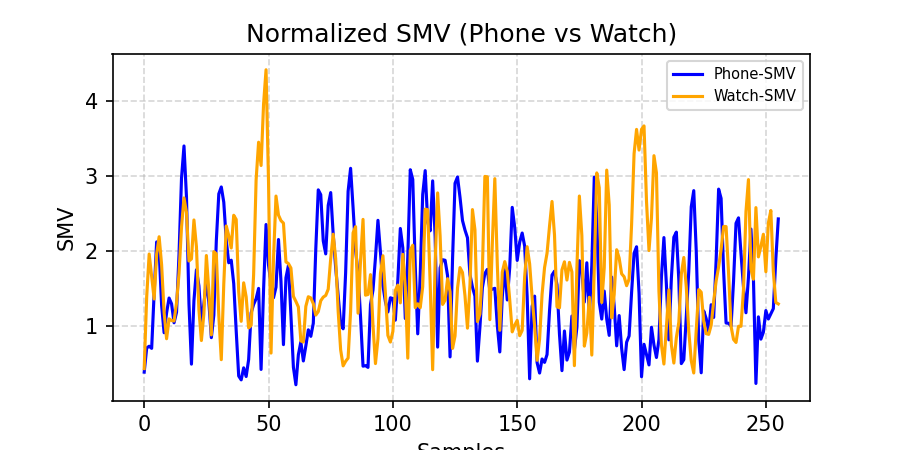 Normalized SMV (Phone vs Watch)
Phone-SMV
Watch-SMV
SMV
4
3
2
1
0 50 100 150 200 250
Samples